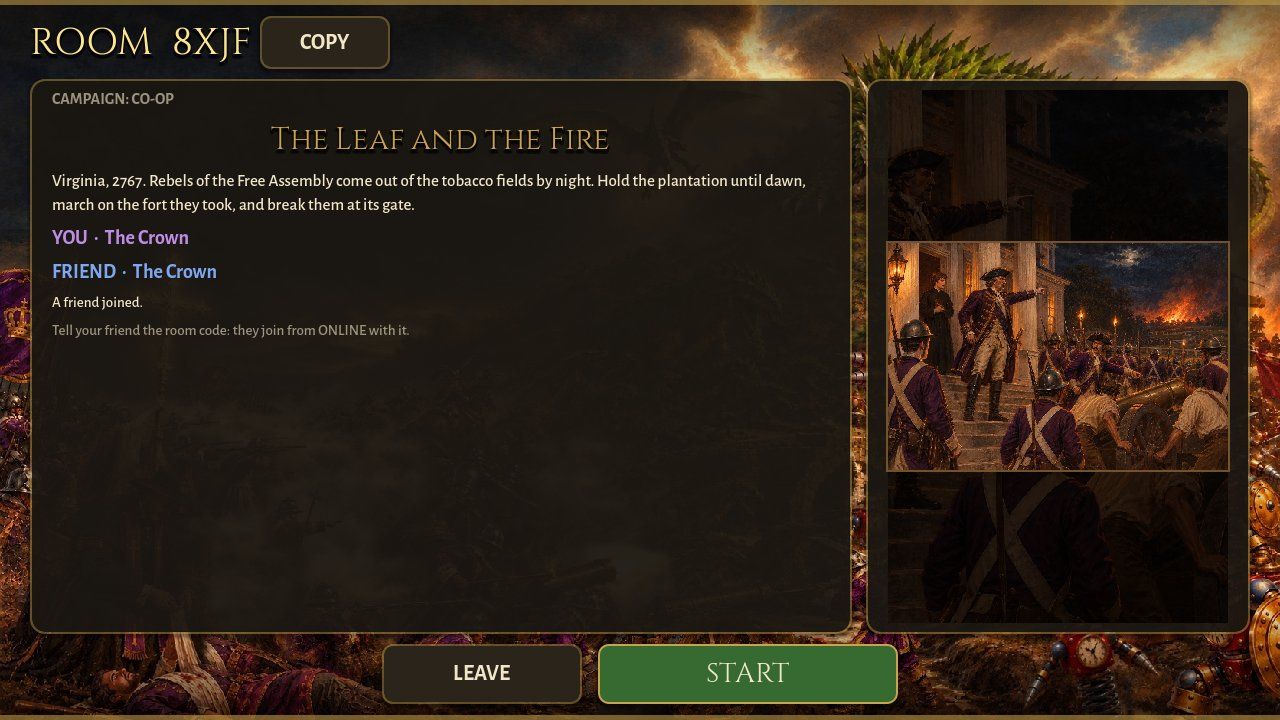 ROOM 8XJF
COPY
CAMPAIGN: CO-OP
The Leaf and the Fire
Virginia, 2767. Rebels of the Free Assembly come out of the tobacco fields by night. Hold the plantation until dawn,
march on the fort they took, and break them at its gate.
YOU · The Crown
FRIEND · The Crown
A friend joined.
Tell your friend the room code: they join from ONLINE with it.
LEAVE
START